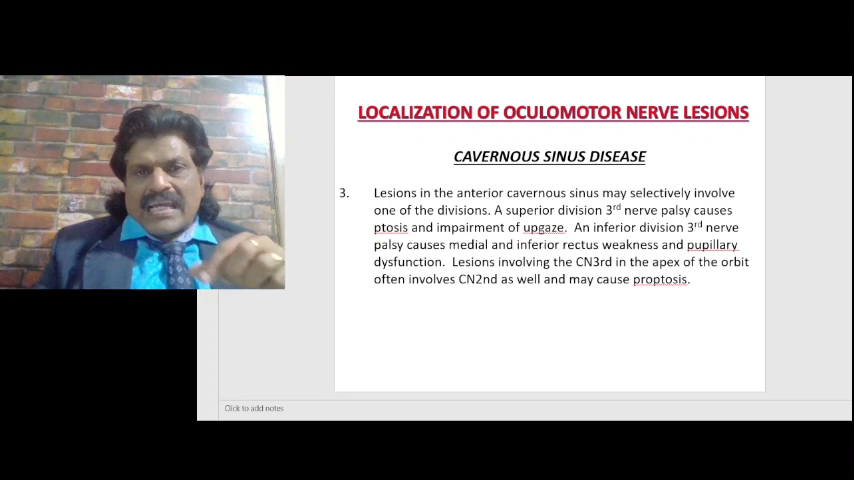 LOCALIZATION OF OCULOMOTOR NERVE LESIONS
CAVERNOUS SINUS DISEASE
3. Lesions in the anterior cavernous sinus may selectively involve
one of the divisions. A superior division 3rd nerve palsy causes
ptosis and impairment of upgaze. An inferior division 3rd nerve
palsy causes medial and inferior rectus weakness and pupillary
dysfunction. Lesions involving the CN3rd in the apex of the orbit
often involves CN2nd as well and may cause proptosis.
Click to add notes